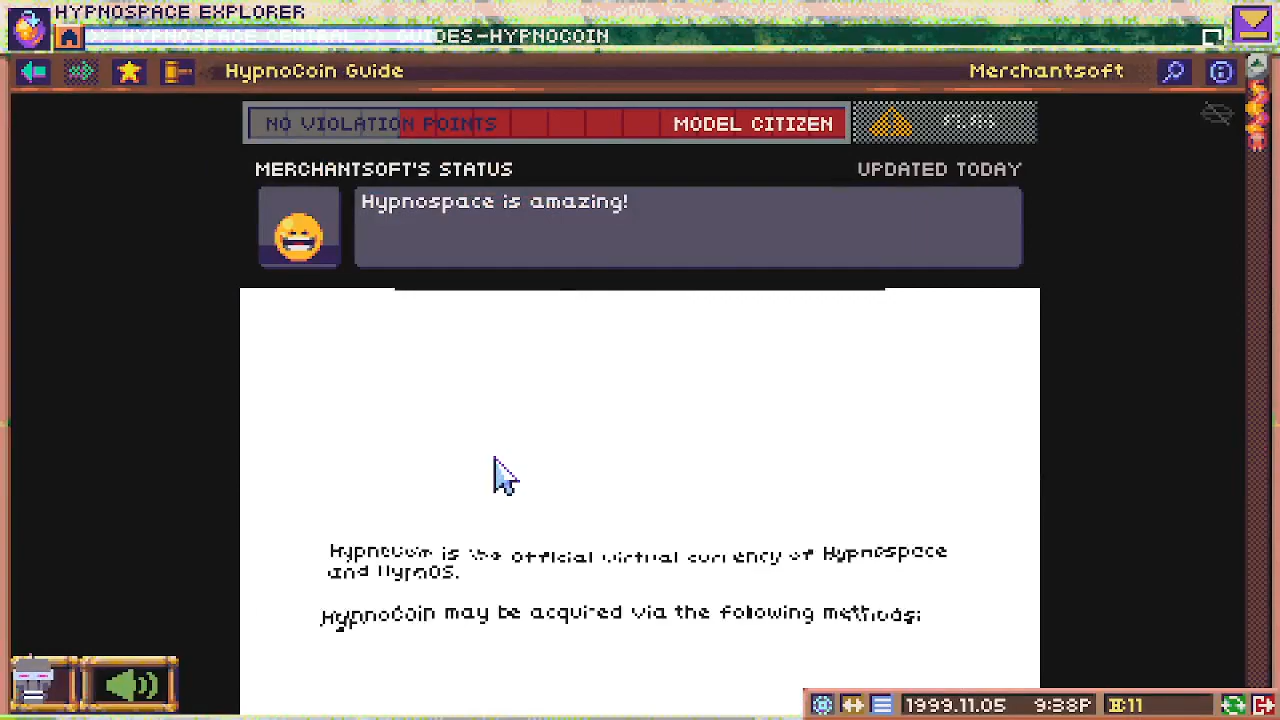 HYPNOSPACE EXPLORER
DES-HYPNOCOIN
HypnoCoin Guide
Merchantsoft
NO VIOLATION POINTS
MODEL CITIZEN
MERCHANTSOFT'S STATUS
UPDATED TODAY
Hypnospace is amazing!
HypnoCoin is the official virtual currency of Hypnospace
and HypnOS.
HypnoCoin may be acquired via the following methods:
1999.11.05
9:38P
11